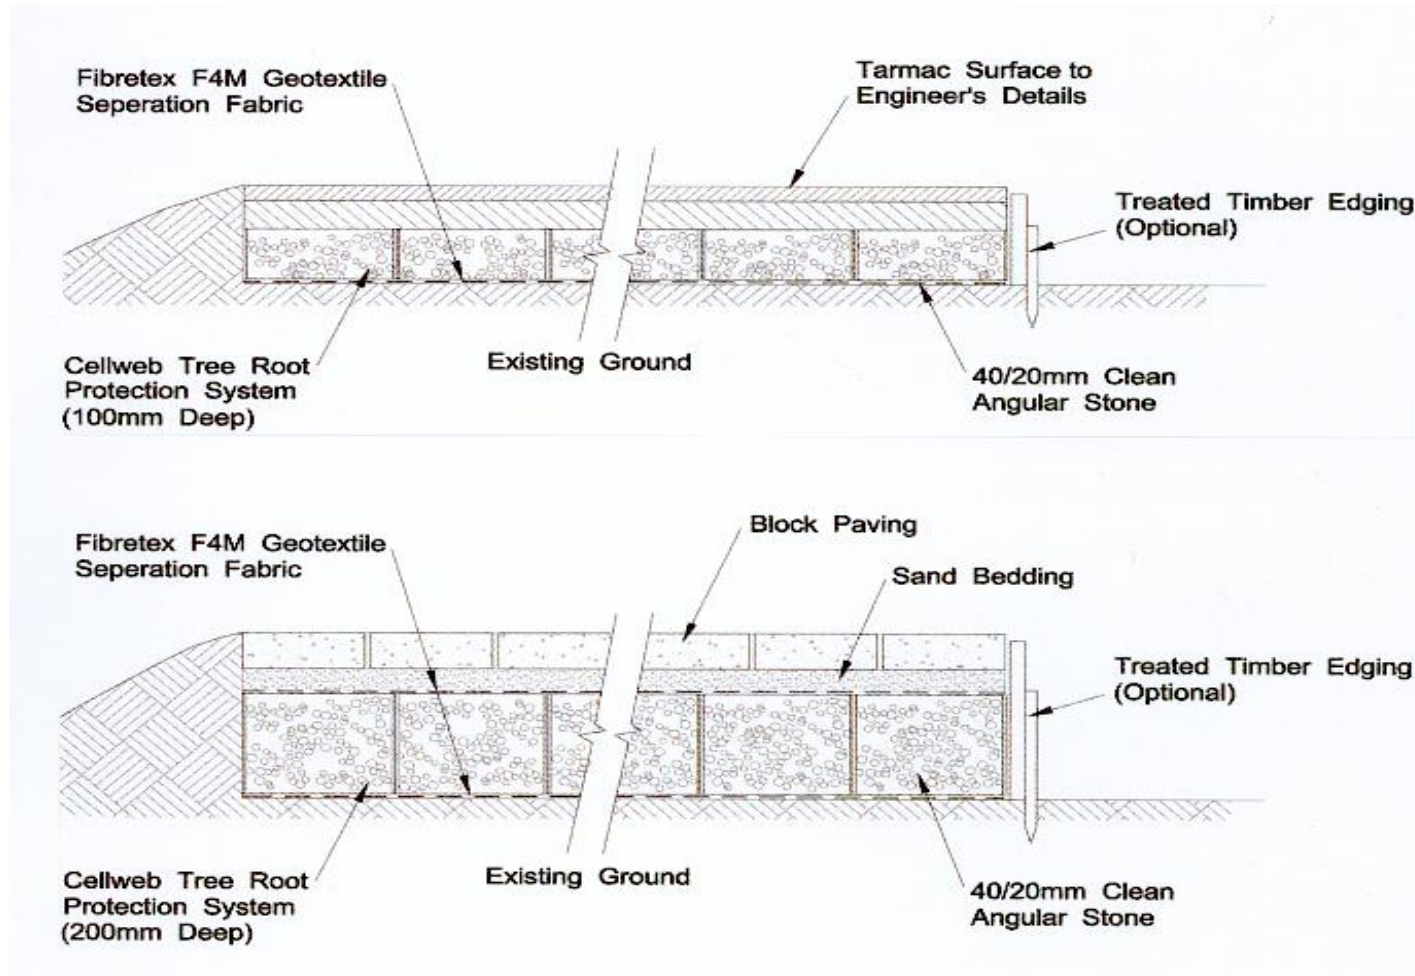 Fibretex F4M Geotextile
Seperation Fabric
Tarmac Surface to
Engineer's Details
Treated Timber Edging
(Optional)
Cellweb Tree Root
Protection System
(100mm Deep)
Existing Ground
40/20mm Clean
Angular Stone
Fibretex F4M Geotextile
Seperation Fabric
Block Paving
Sand Bedding
Treated Timber Edging
(Optional)
Cellweb Tree Root
Protection System
(200mm Deep)
Existing Ground
40/20mm Clean
Angular Stone